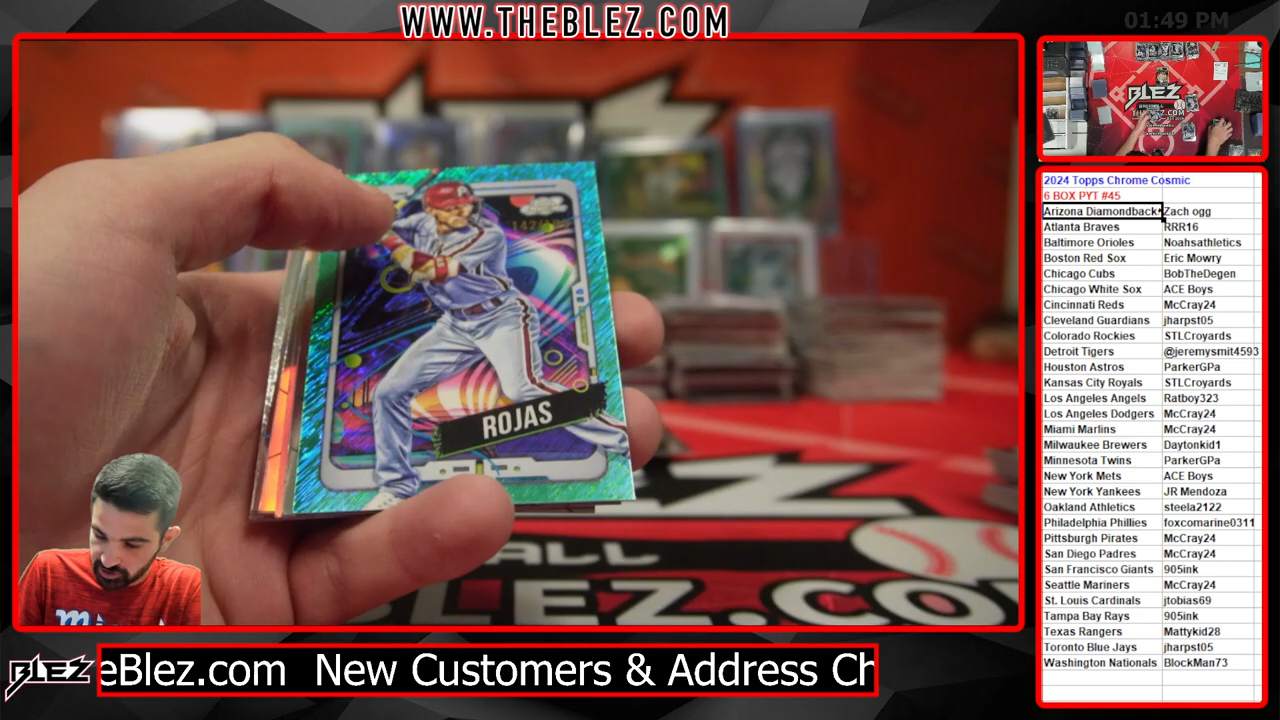 WWW.THEBLEZ.COM
01:49 PM
ROJAS
BLEZ
THEBLEZ.COM
2024 Topps Chrome Cosmic
6 BOX PYT #45
Arizona Diamondback Zach ogg
Atlanta Braves RRR16
Baltimore Orioles Noahsathletics
Boston Red Sox Eric Mowry
Chicago Cubs BobTheDegen
Chicago White Sox ACE Boys
Cincinnati Reds McCray24
Cleveland Guardians jharpst05
Colorado Rockies STLCroyards
Detroit Tigers @jeremysmit4593
Houston Astros ParkerGPa
Kansas City Royals STLCroyards
Los Angeles Angels Ratboy323
Los Angeles Dodgers McCray24
Miami Marlins McCray24
Milwaukee Brewers Daytonkid1
Minnesota Twins ParkerGPa
New York Mets ACE Boys
New York Yankees JR Mendoza
Oakland Athletics steela2122
Philadelphia Phillies foxcomarine0311
Pittsburgh Pirates McCray24
San Diego Padres McCray24
San Francisco Giants 905ink
Seattle Mariners McCray24
St. Louis Cardinals jtobias69
Tampa Bay Rays 905ink
Texas Rangers Mattykid28
Toronto Blue Jays jharpst05
Washington Nationals BlockMan73
BLEZ
eBlez.com New Customers & Address Ch